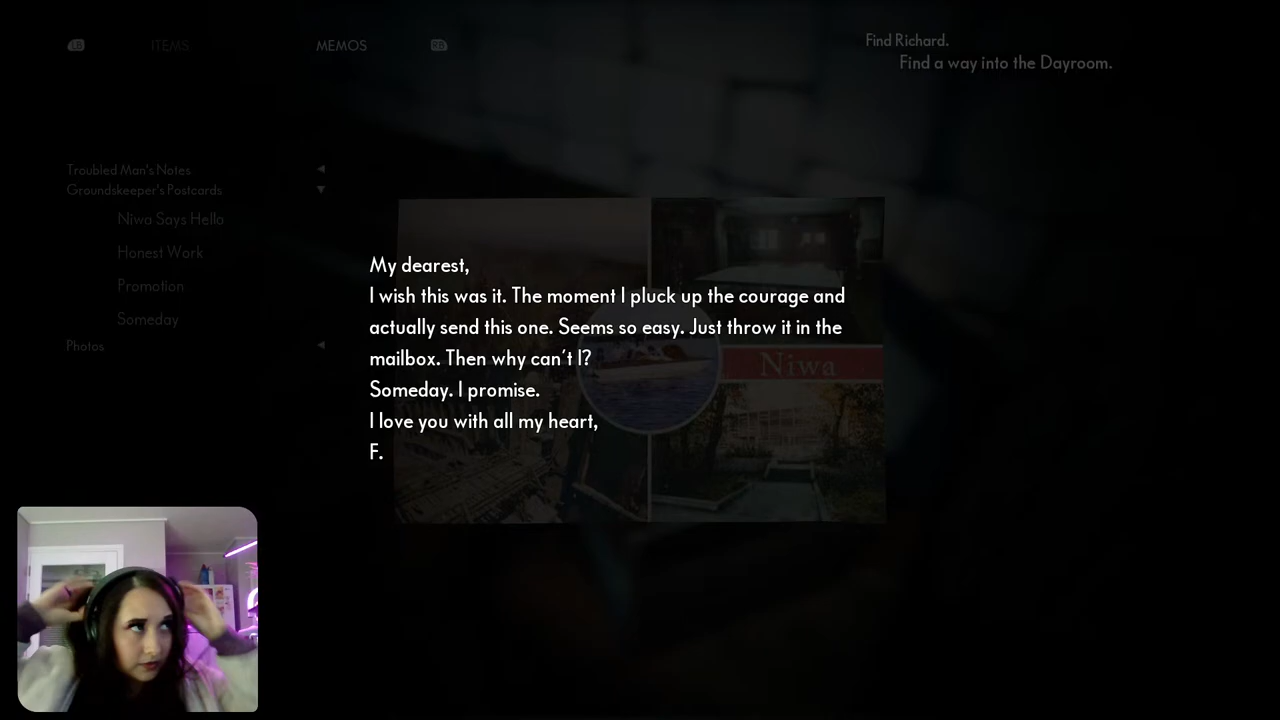 LB
ITEMS
MEMOS
RB
Find Richard.
Find a way into the Dayroom.
Troubled Man's Notes
Groundskeeper's Postcards
Niwa Says Hello
Honest Work
Promotion
Someday
Photos
My dearest,
I wish this was it. The moment I pluck up the courage and
actually send this one. Seems so easy. Just throw it in the
mailbox. Then why can't I?
Someday. I promise.
I love you with all my heart,
F.
Niwa